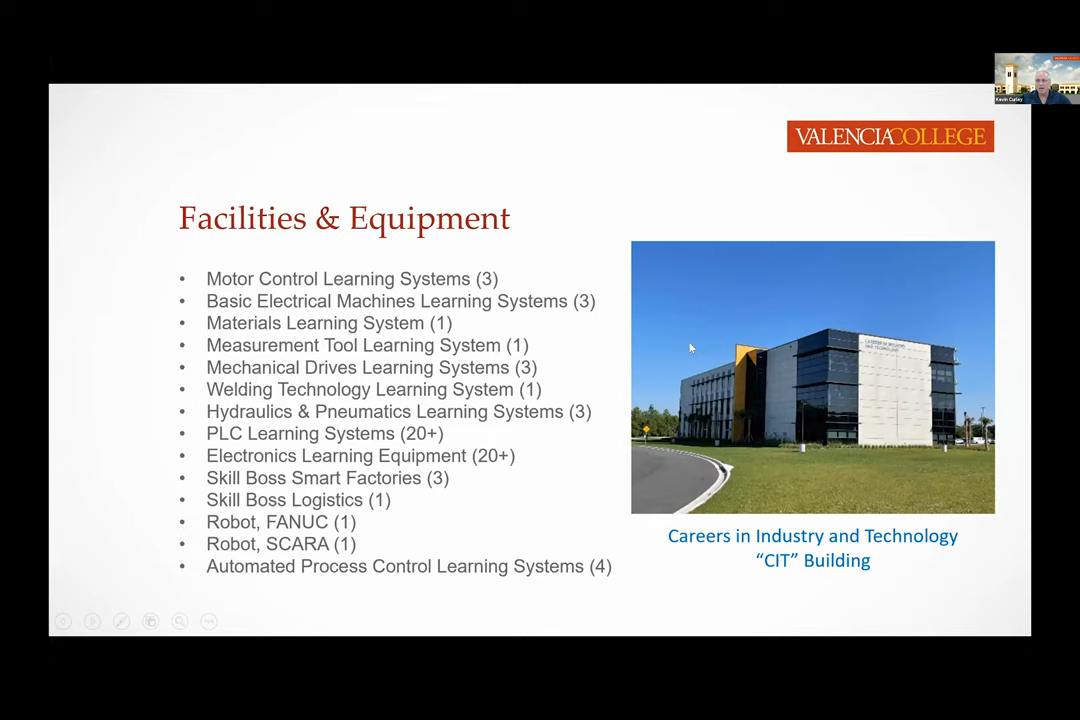 Kevin Curley
VALENCIACOLLEGE
Facilities & Equipment
• Motor Control Learning Systems (3)
• Basic Electrical Machines Learning Systems (3)
• Materials Learning System (1)
• Measurement Tool Learning System (1)
• Mechanical Drives Learning Systems (3)
• Welding Technology Learning System (1)
• Hydraulics & Pneumatics Learning Systems (3)
• PLC Learning Systems (20+)
• Electronics Learning Equipment (20+)
• Skill Boss Smart Factories (3)
• Skill Boss Logistics (1)
• Robot, FANUC (1)
• Robot, SCARA (1)
• Automated Process Control Learning Systems (4)
Careers in Industry and Technology
“CIT” Building